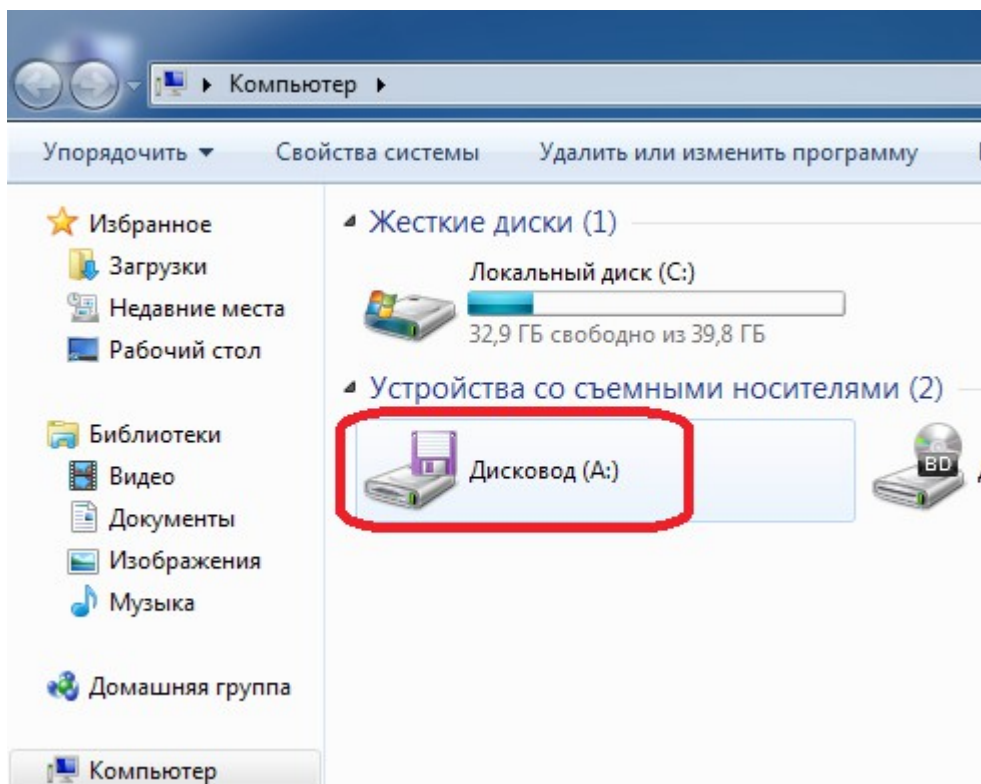 Компьютер
Упорядочить
Свойства системы
Удалить или изменить программу
Избранное
Загрузки
Недавние места
Рабочий стол
Библиотеки
Видео
Документы
Изображения
Музыка
Домашняя группа
Компьютер
Жесткие диски (1)
Локальный диск (C:)
32,9 ГБ свободно из 39,8 ГБ
Устройства со съемными носителями (2)
Дисковод (A:)
BD